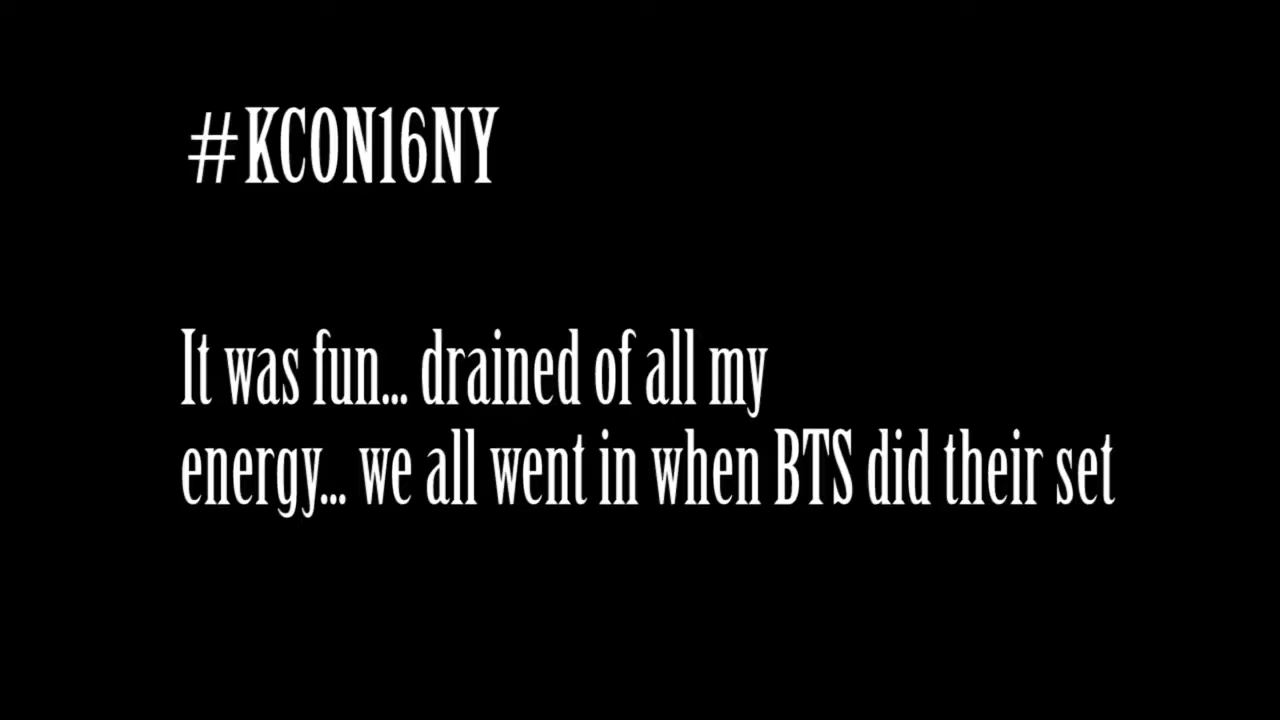 #KCON16NY
It was fun... drained of all my
energy... we all went in when BTS did their set